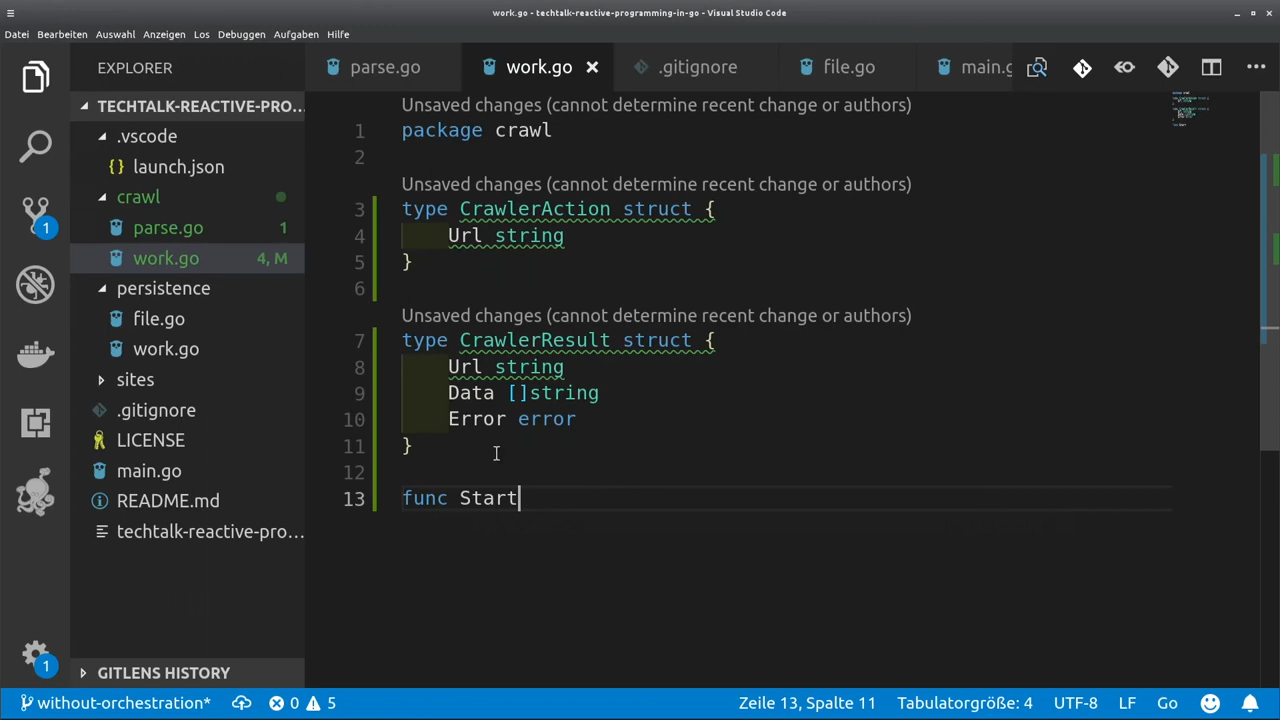 work.go - techtalk-reactive-programming-in-go - Visual Studio Code
Datei Bearbeiten Auswahl Anzeigen Los Debuggen Aufgaben Hilfe
EXPLORER
TECHTALK-REACTIVE-PRO...
.vscode
{} launch.json
crawl
parse.go 1
work.go 4, M
persistence
file.go
work.go
sites
.gitignore
LICENSE
main.go
README.md
techtalk-reactive-pro...
GITLENS HISTORY
1
1
parse.go work.go .gitignore file.go main.g
Unsaved changes (cannot determine recent change or authors)
1 package crawl
2
Unsaved changes (cannot determine recent change or authors)
3 type CrawlerAction struct {
4 Url string
5 }
6
Unsaved changes (cannot determine recent change or authors)
7 type CrawlerResult struct {
8 Url string
9 Data []string
10 Error error
11 }
12
13 func Start
without-orchestration* 0 5 Zeile 13, Spalte 11 Tabulatorgröße: 4 UTF-8 LF Go